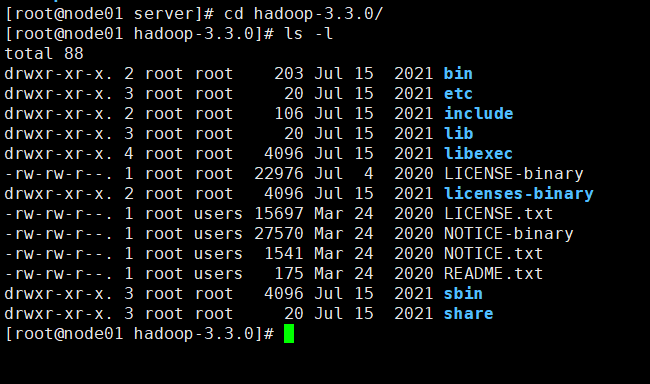 [root@node01 server]# cd hadoop-3.3.0/
[root@node01 hadoop-3.3.0]# ls -l
total 88
drwxr-xr-x. 2 root root    203 Jul 15  2021 bin
drwxr-xr-x. 3 root root     20 Jul 15  2021 etc
drwxr-xr-x. 2 root root    106 Jul 15  2021 include
drwxr-xr-x. 3 root root     20 Jul 15  2021 lib
drwxr-xr-x. 4 root root   4096 Jul 15  2021 libexec
-rw-rw-r--. 1 root root  22976 Jul  4  2020 LICENSE-binary
drwxr-xr-x. 2 root root   4096 Jul 15  2021 licenses-binary
-rw-rw-r--. 1 root users 15697 Mar 24  2020 LICENSE.txt
-rw-rw-r--. 1 root users 27570 Mar 24  2020 NOTICE-binary
-rw-rw-r--. 1 root users  1541 Mar 24  2020 NOTICE.txt
-rw-rw-r--. 1 root users   175 Mar 24  2020 README.txt
drwxr-xr-x. 3 root root   4096 Jul 15  2021 sbin
drwxr-xr-x. 3 root root     20 Jul 15  2021 share
[root@node01 hadoop-3.3.0]#